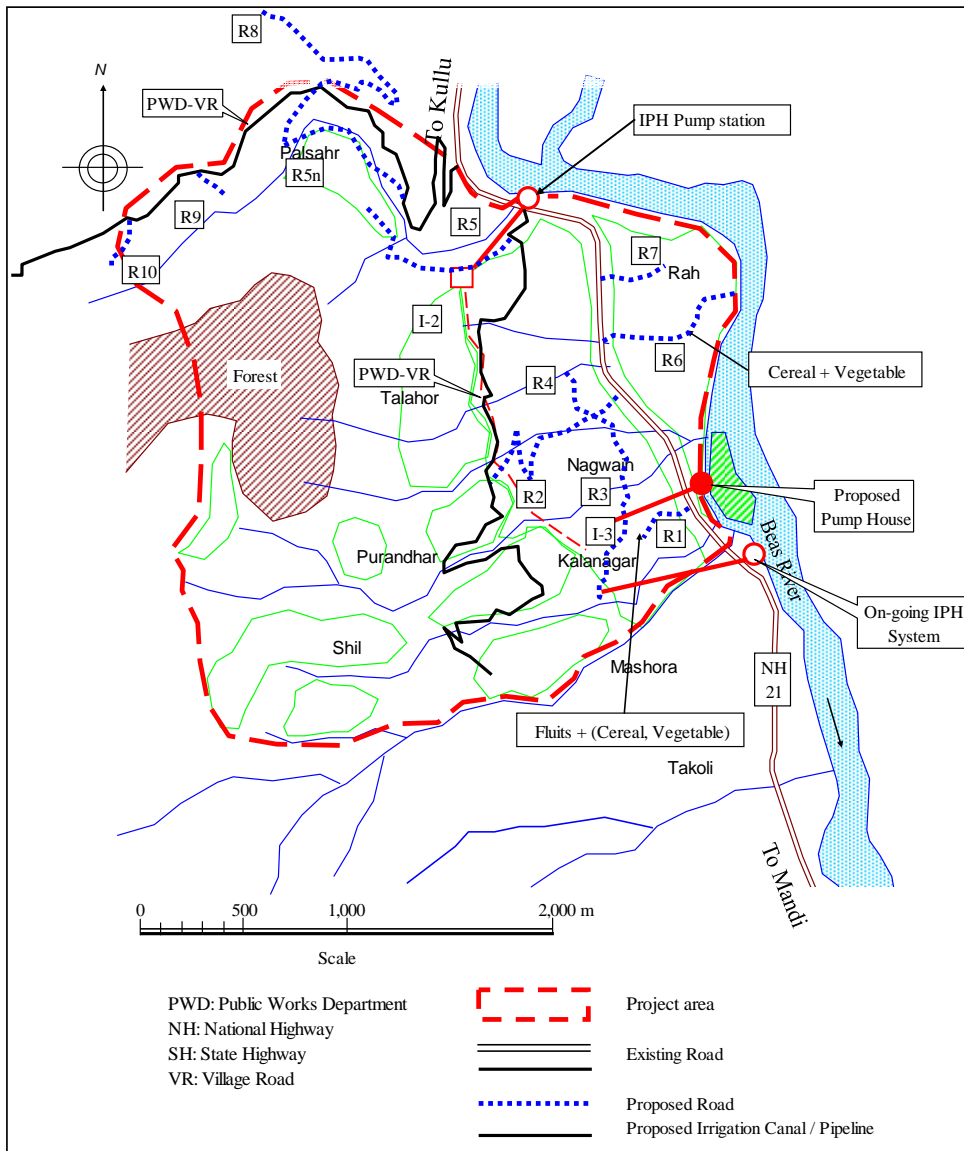 R8
N
To Kullu
PWD-VR
IPH Pump station
Palsahr
R5n
R9
R5
R7
Rah
R10
I-2
R6
Forest
PWD-VR
Talahor
R4
Cereal + Vegetable
Nagwain
R2
R3
Proposed
Pump House
I-3
R1
Beas River
Purandhar
Kalanagar
On-going IPH
System
Shil
Mashora
NH
21
Fluits + (Cereal, Vegetable)
Takoli
To Mandi
0 500 1,000 2,000 m
Scale
PWD: Public Works Department
NH: National Highway
SH: State Highway
VR: Village Road
Project area
Existing Road
Proposed Road
Proposed Irrigation Canal / Pipeline